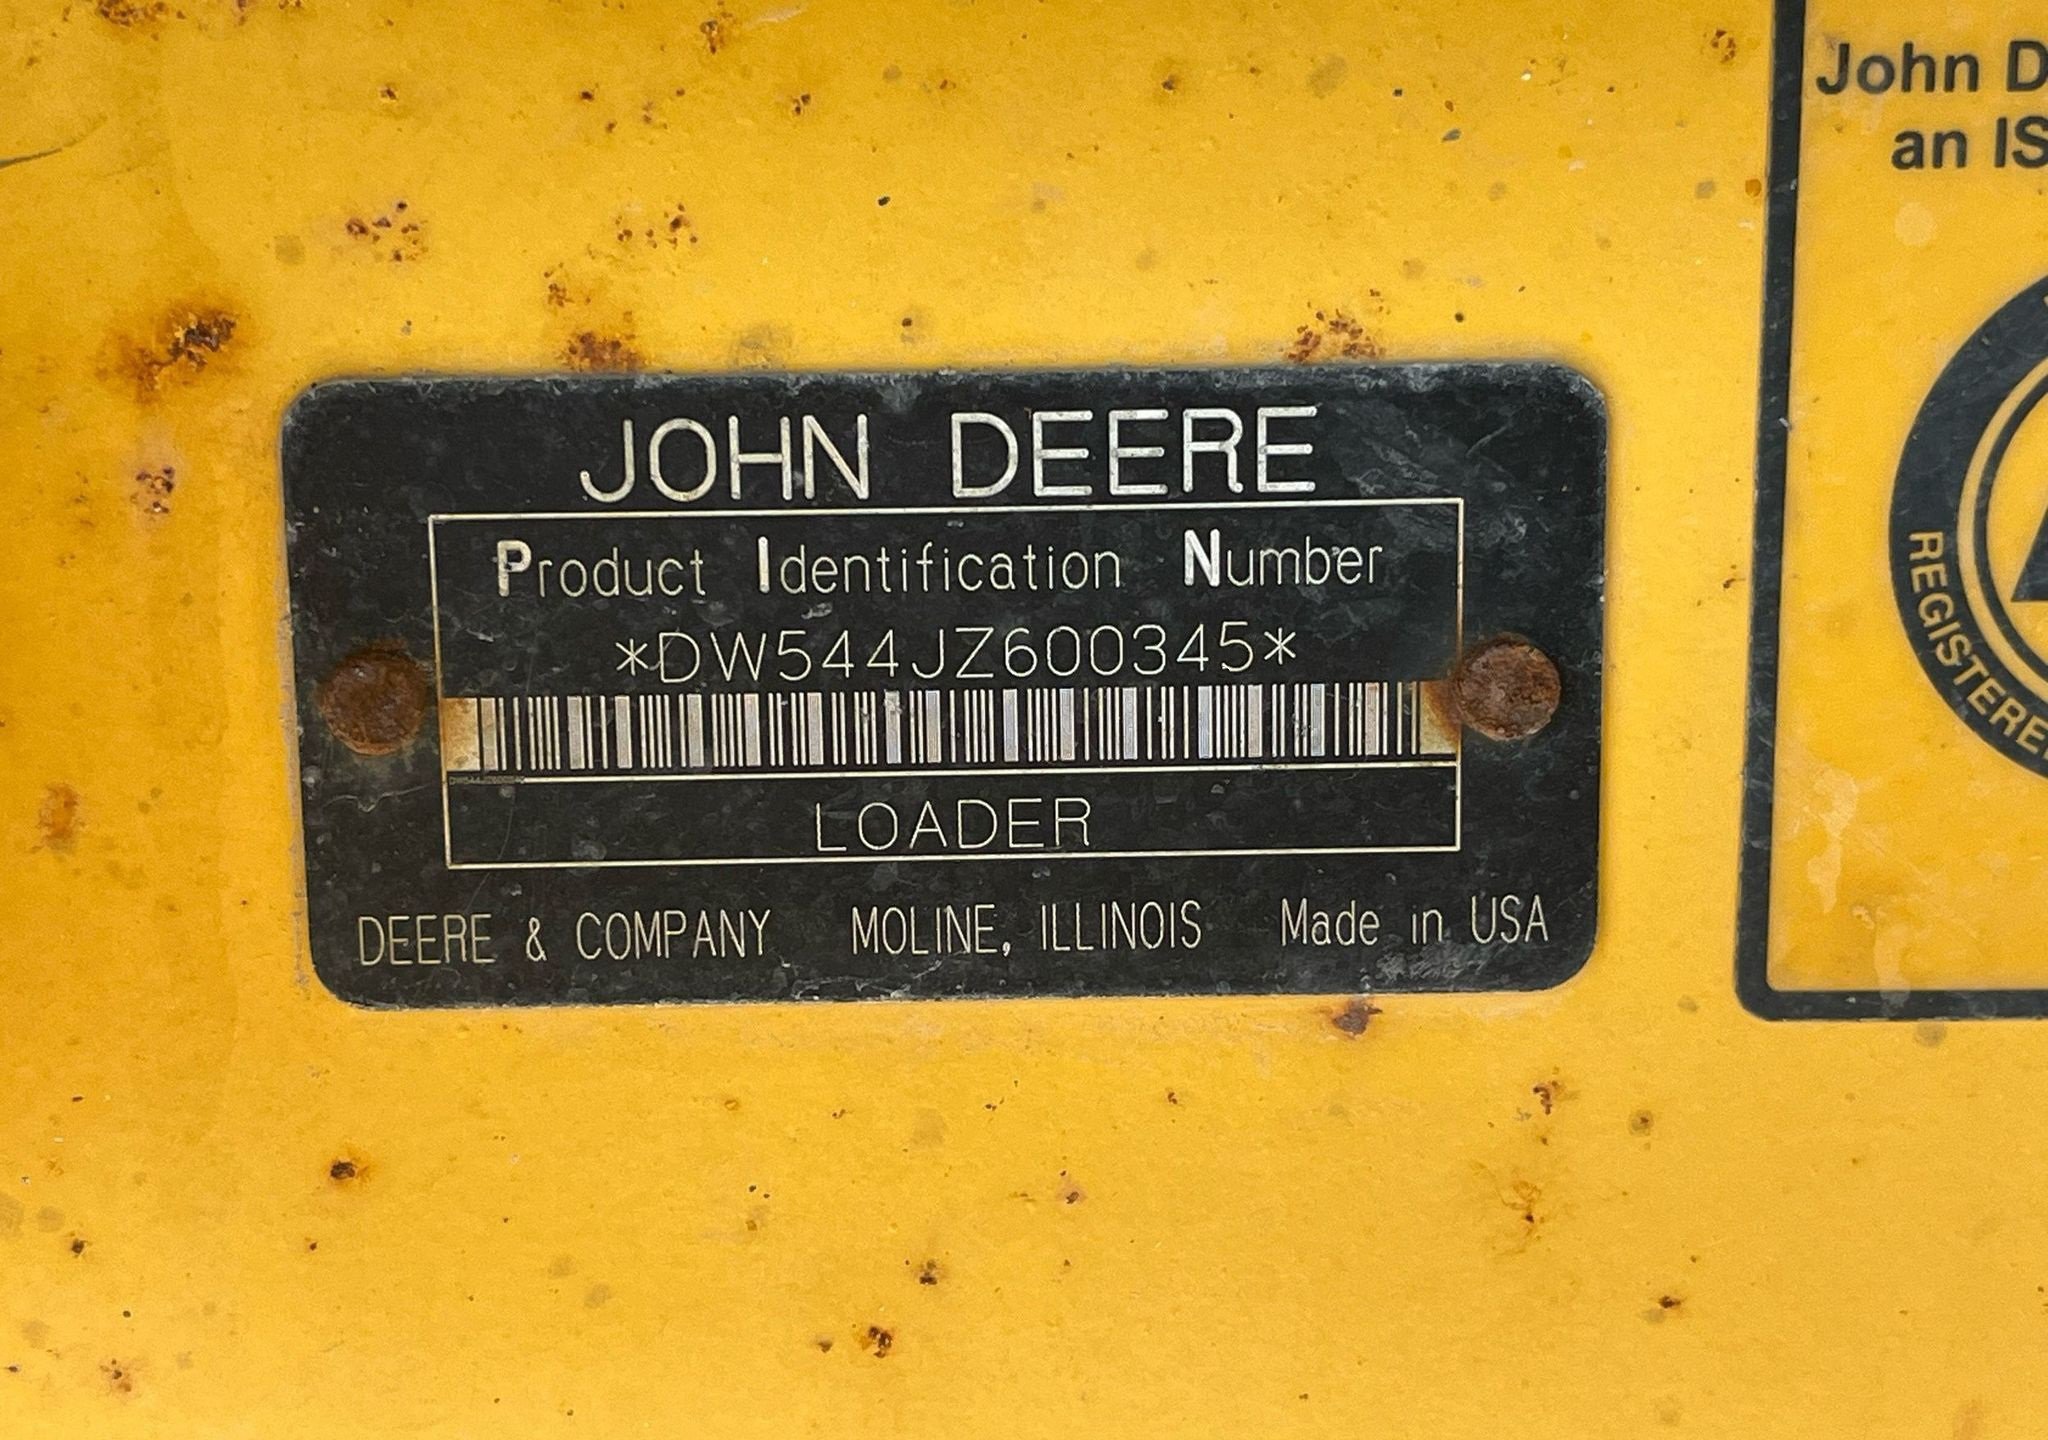 JOHN DEERE
Product Identification Number
*DW544JZ600345*
LOADER
DEERE & COMPANY MOLINE, ILLINOIS Made in USA
John D
an IS
REGISTERE